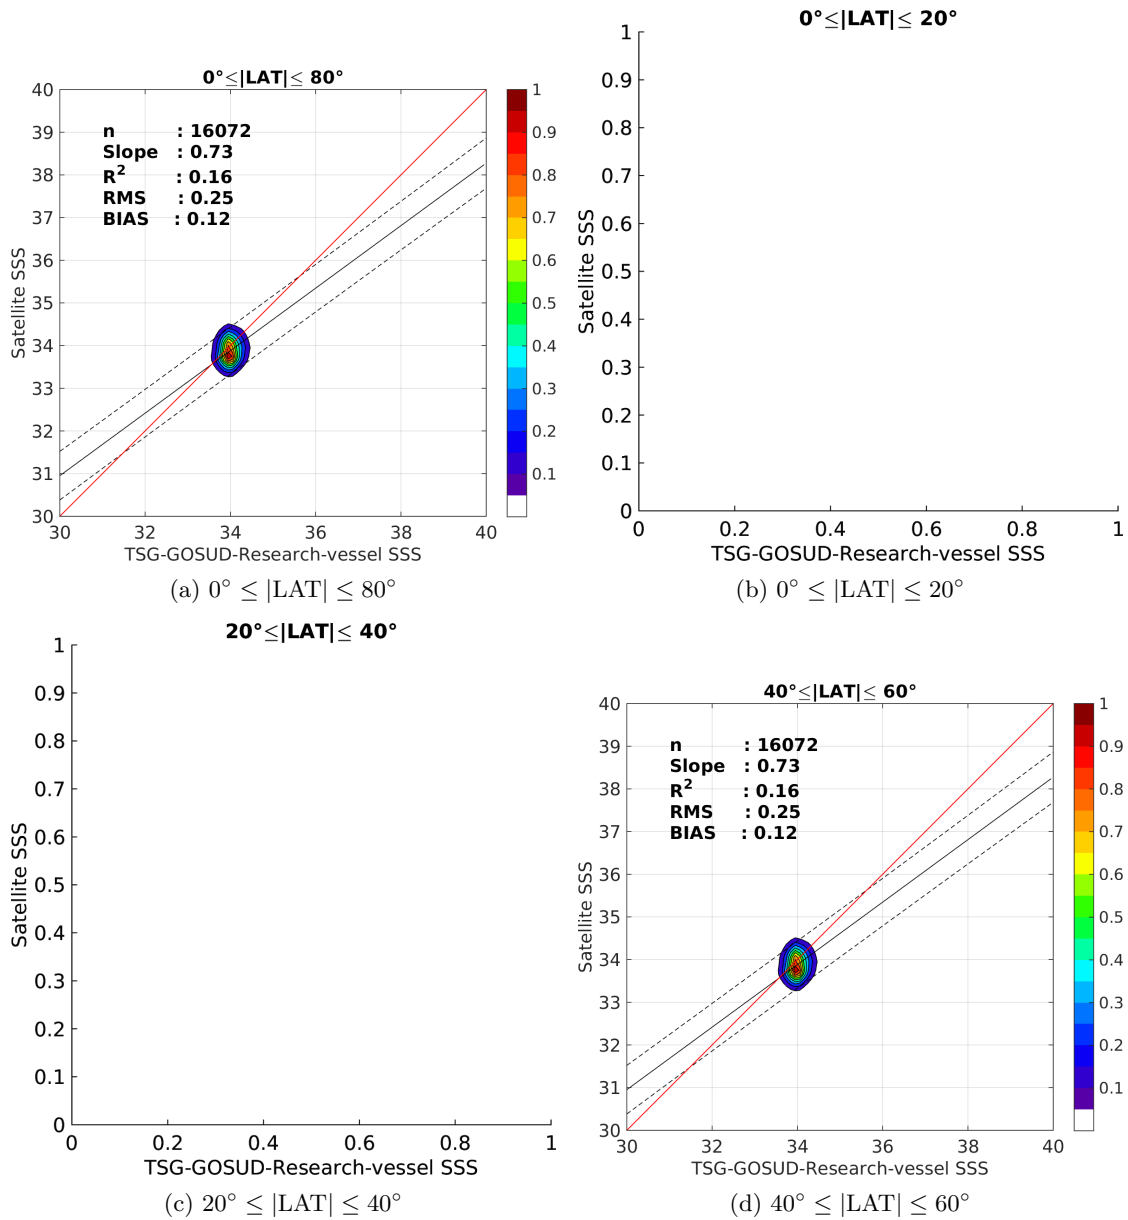 0°≤|LAT|≤ 80°
40
39
38
37
36
35
34
33
32
31
30
30 32 34 36 38 40
n : 16072
Slope : 0.73
R² : 0.16
RMS : 0.25
BIAS : 0.12
Satellite SSS
TSG-GOSUD-Research-vessel SSS
1
0.9
0.8
0.7
0.6
0.5
0.4
0.3
0.2
0.1
(a) 0° ≤ |LAT| ≤ 80°
0°≤|LAT|≤ 20°
1
0.9
0.8
0.7
0.6
0.5
0.4
0.3
0.2
0.1
0
0 0.2 0.4 0.6 0.8 1
Satellite SSS
TSG-GOSUD-Research-vessel SSS
(b) 0° ≤ |LAT| ≤ 20°
20°≤|LAT|≤ 40°
1
0.9
0.8
0.7
0.6
0.5
0.4
0.3
0.2
0.1
0
0 0.2 0.4 0.6 0.8 1
Satellite SSS
TSG-GOSUD-Research-vessel SSS
(c) 20° ≤ |LAT| ≤ 40°
40°≤|LAT|≤ 60°
40
39
38
37
36
35
34
33
32
31
30
30 32 34 36 38 40
n : 16072
Slope : 0.73
R² : 0.16
RMS : 0.25
BIAS : 0.12
Satellite SSS
TSG-GOSUD-Research-vessel SSS
1
0.9
0.8
0.7
0.6
0.5
0.4
0.3
0.2
0.1
(d) 40° ≤ |LAT| ≤ 60°